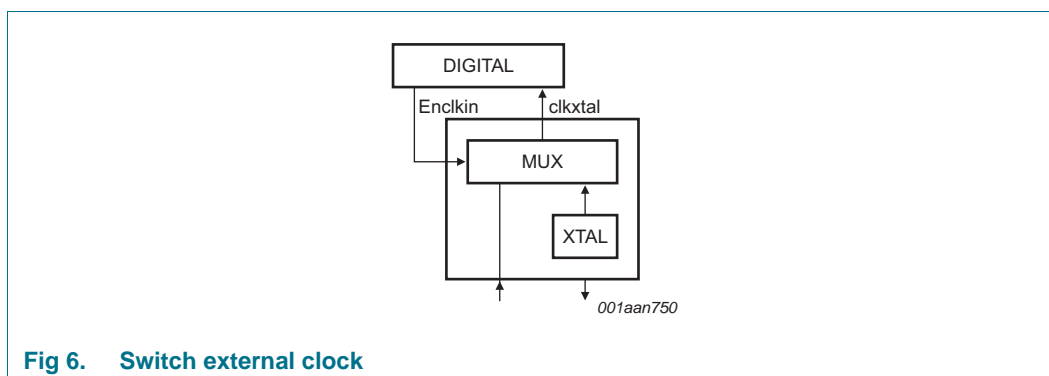 DIGITAL
Enclkin
clkxtal
MUX
XTAL
001aan750
Fig 6. Switch external clock